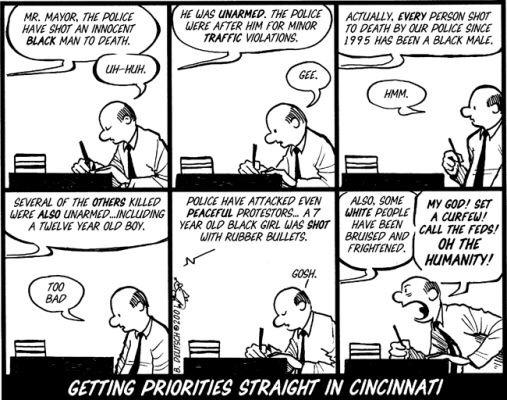 MR. MAYOR, THE POLICE
HAVE SHOT AN INNOCENT
BLACK MAN TO DEATH.
UH-HUH.
HE WAS UNARMED. THE POLICE
WERE AFTER HIM FOR MINOR
TRAFFIC VIOLATIONS.
GEE.
ACTUALLY, EVERY PERSON SHOT
TO DEATH BY OUR POLICE SINCE
1995 HAS BEEN A BLACK MALE.
HMM.
SEVERAL OF THE OTHERS KILLED
WERE ALSO UNARMED...INCLUDING
A TWELVE YEAR OLD BOY.
TOO
BAD
POLICE HAVE ATTACKED EVEN
PEACEFUL PROTESTORS... A 7
YEAR OLD BLACK GIRL WAS SHOT
WITH RUBBER BULLETS.
GOSH.
B. DEUTSCH ©2001
ALSO, SOME
WHITE PEOPLE
HAVE BEEN
BRUISED AND
FRIGHTENED.
MY GOD! SET
A CURFEW!
CALL THE FEDS!
OH THE
HUMANITY!
GETTING PRIORITIES STRAIGHT IN CINCINNATI